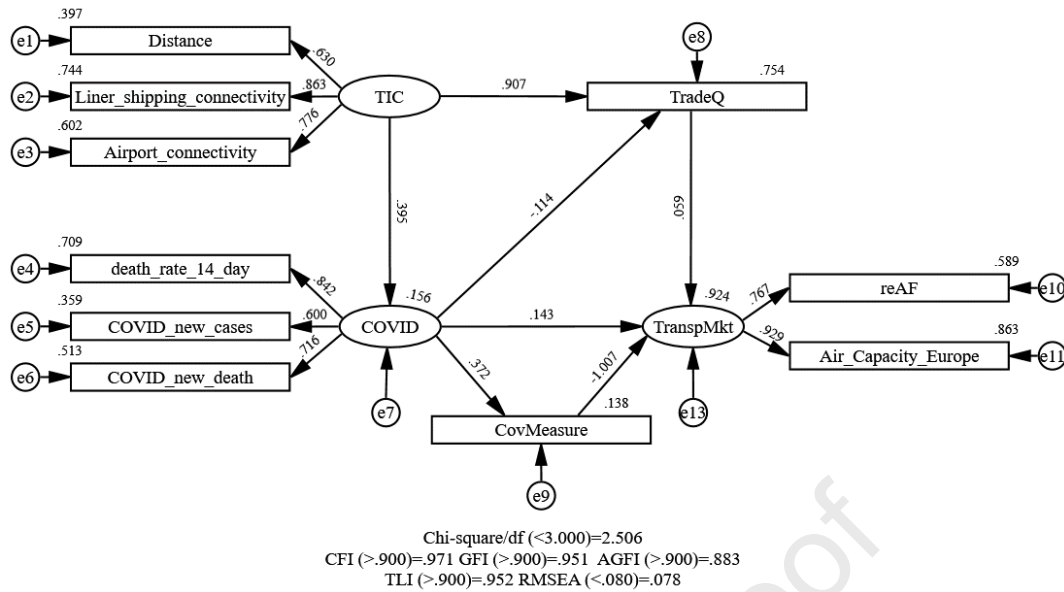 .397
e1
Distance
.630
.744
e2
Liner_shipping_connectivity
.863
TIC
.602
e3
Airport_connectivity
.776
.907
e8
.754
TradeQ
.395
-.114
.650
.709
e4
death_rate_14_day
.842
.359
e5
COVID_new_cases
.600
.513
e6
COVID_new_death
.716
.156
COVID
e7
.143
.372
-1.007
.138
CovMeasure
e9
.924
TranspMkt
e13
.767
.589
reAF
e10
.929
.863
Air_Capacity_Europe
e11
Chi-square/df (<3.000)=2.506
CFI (>.900)=.971 GFI (>.900)=.951 AGFI (>.900)=.883
TLI (>.900)=.952 RMSEA (<.080)=.078